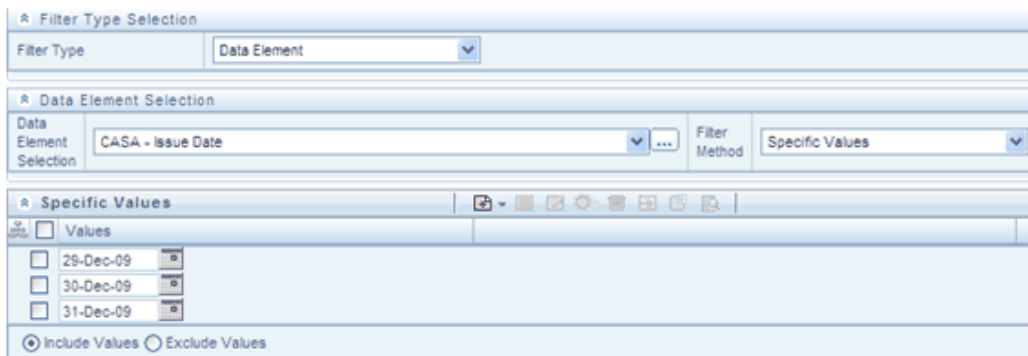 Filter Type Selection
Filter Type Data Element
Data Element Selection
Data Element Selection CASA - Issue Date ... Filter Method Specific Values
Specific Values
Values
29-Dec-09
30-Dec-09
31-Dec-09
Include Values Exclude Values